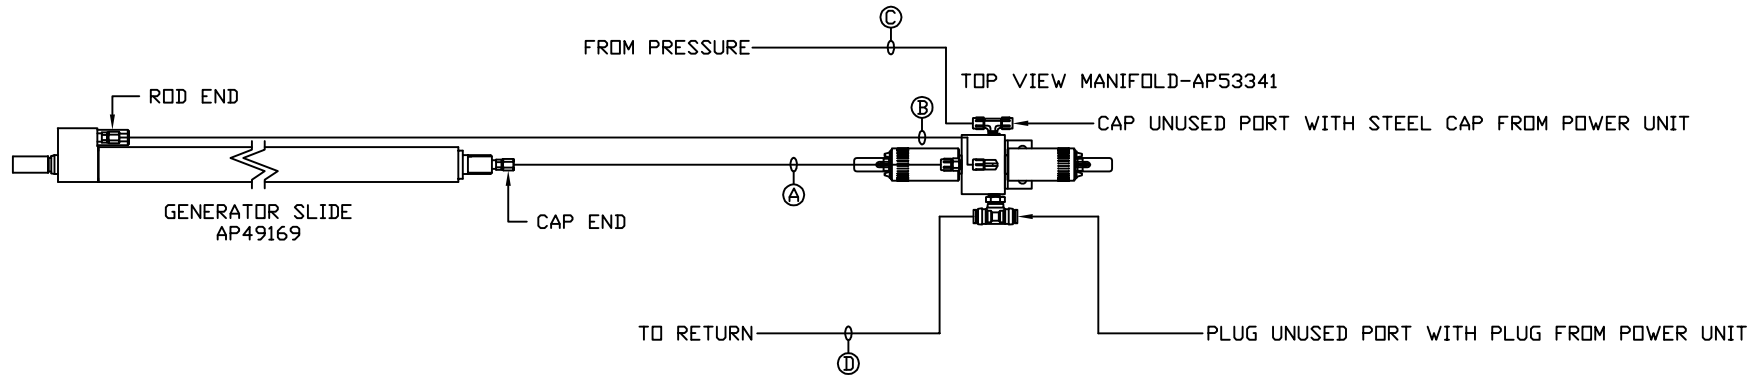 C
FROM PRESSURE
TOP VIEW MANIFOLD-AP53341
ROD END
B
CAP UNUSED PORT WITH STEEL CAP FROM POWER UNIT
A
GENERATOR SLIDE
AP49169
CAP END
TO RETURN
PLUG UNUSED PORT WITH PLUG FROM POWER UNIT
D